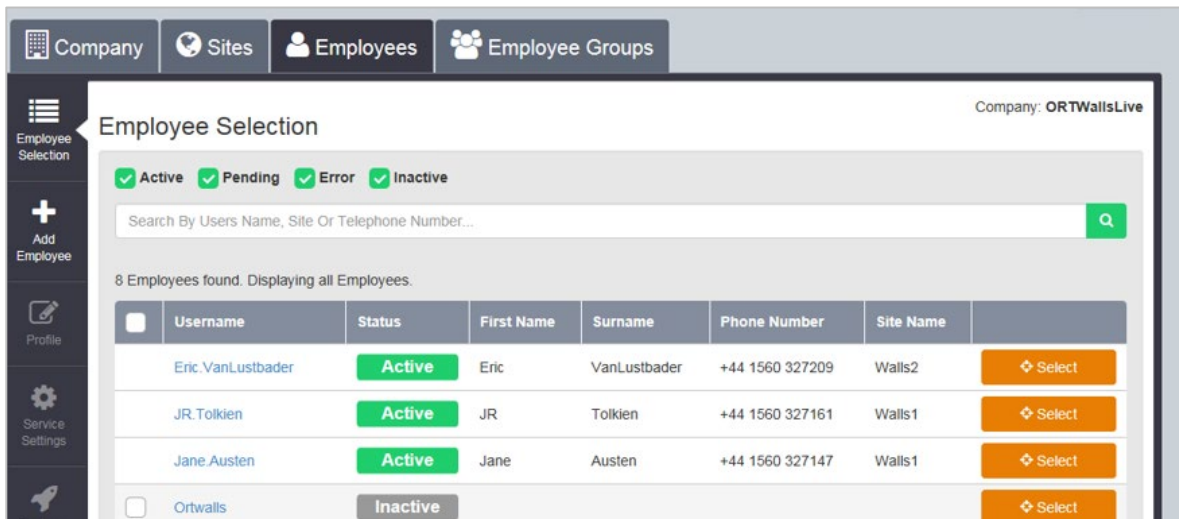 Company Sites Employees Employee Groups
Company: ORTWallsLive
Employee Selection
Employee Selection
Active Pending Error Inactive
Search By Users Name, Site Or Telephone Number...
Add Employee
8 Employees found. Displaying all Employees.
Profile
Username Status First Name Surname Phone Number Site Name
Eric.VanLustbader Active Eric VanLustbader +44 1560 327209 Walls2 Select
Service Settings
JR.Tolkien Active JR Tolkien +44 1560 327161 Walls1 Select
Jane.Austen Active Jane Austen +44 1560 327147 Walls1 Select
Ortwalls Inactive Select